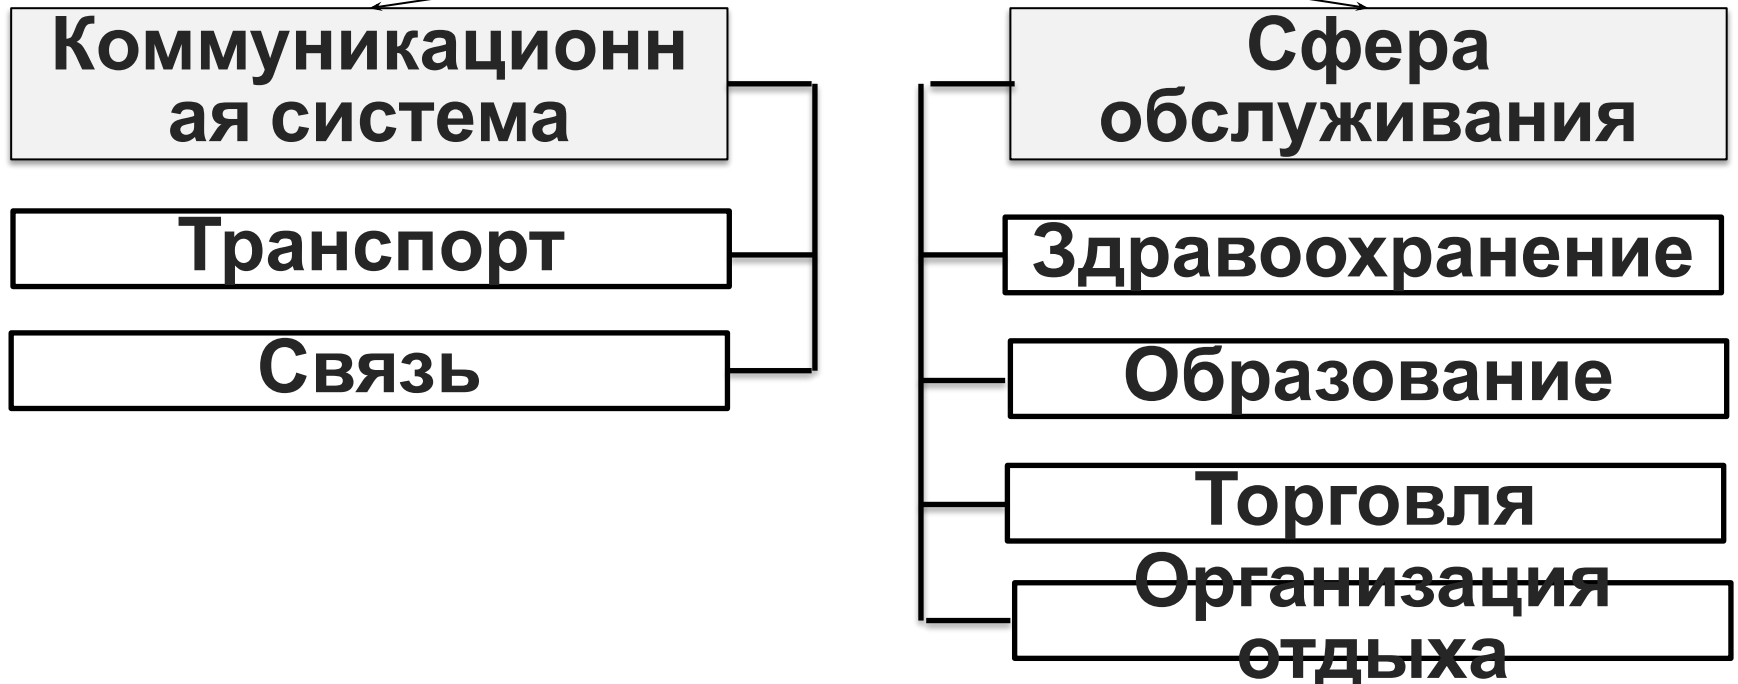 Коммуникационн
ая система
Транспорт
Связь
Сфера
обслуживания
Здравоохранение
Образование
Торговля
Организация
отдыха